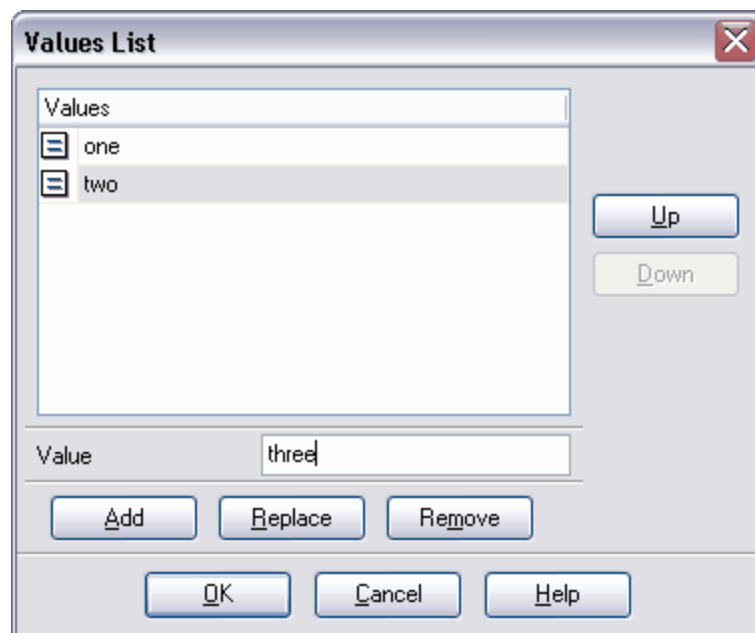 Values List
Values
one
two
Up
Down
Value three
Add Replace Remove
OK Cancel Help